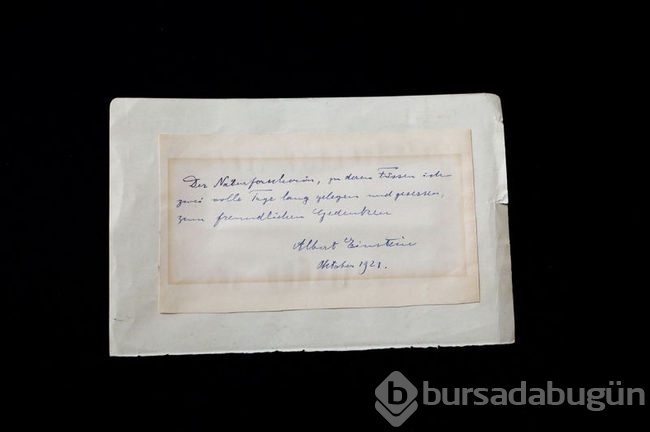 Der Naturforscherin, zu deren Füssen ich
zwei volle Tage lang gelegen und gesessen,
zum freundlichen Gedenken
Albert Einstein
Oktober 1921.
b bursadabugün